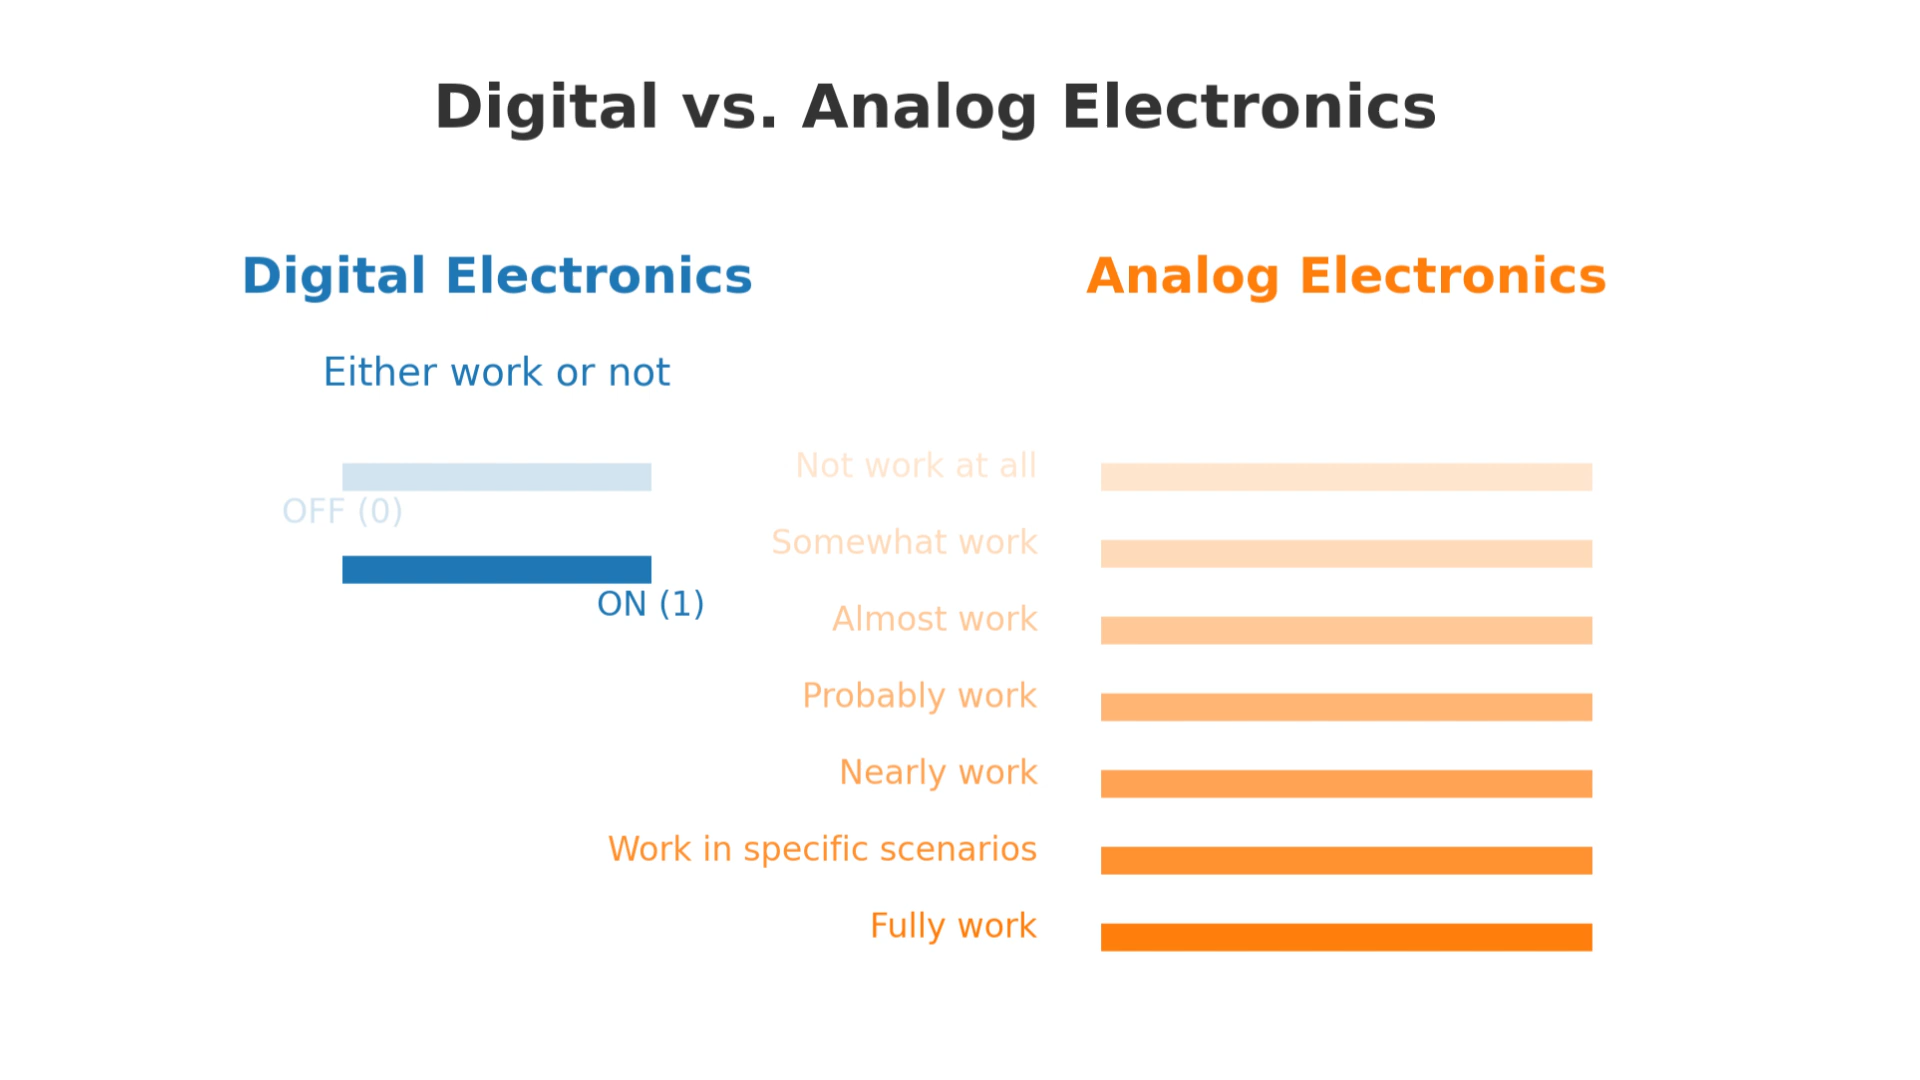 Digital vs. Analog Electronics
Digital Electronics
Either work or not
OFF (0)
ON (1)
Analog Electronics
Not work at all
Somewhat work
Almost work
Probably work
Nearly work
Work in specific scenarios
Fully work